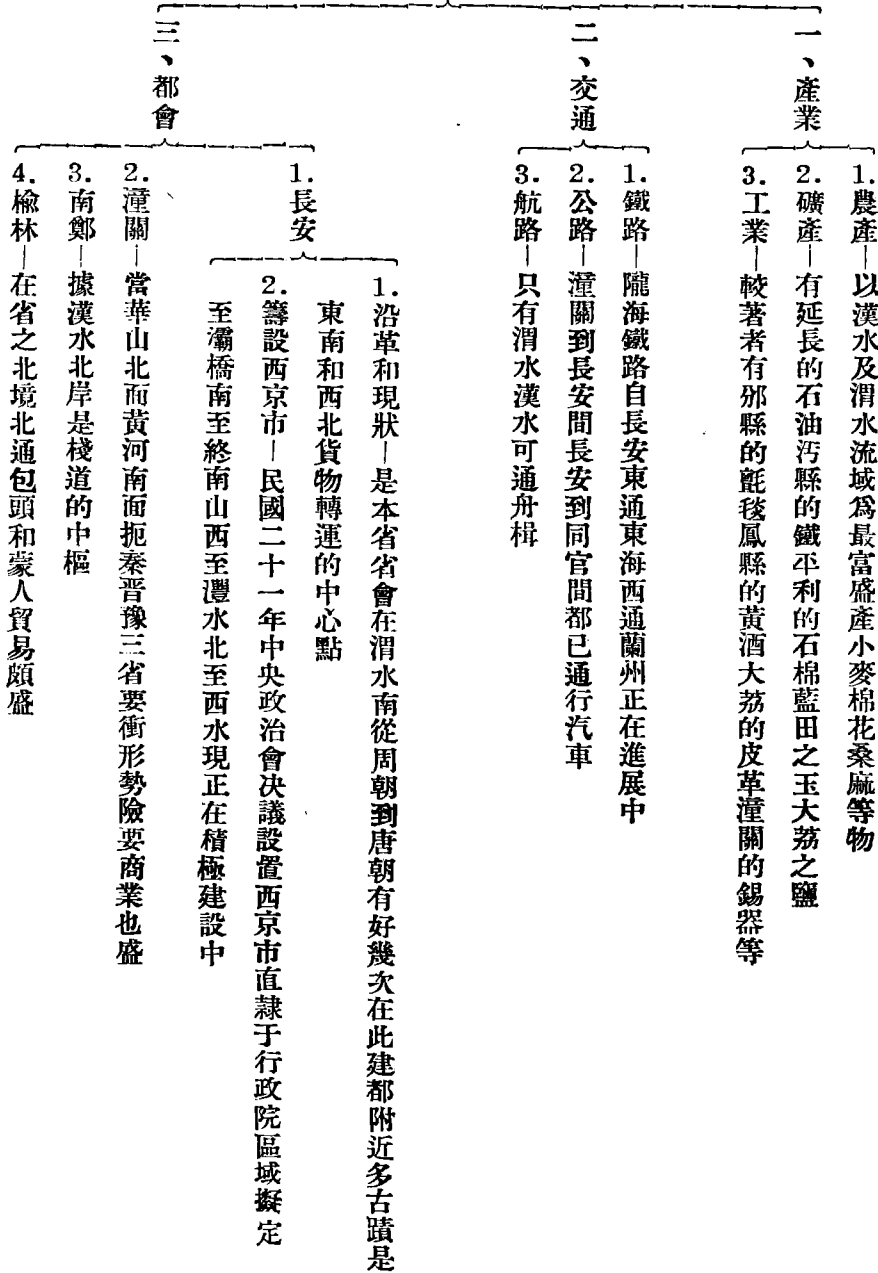 一、產業
1.農產—以漢水及渭水流域爲最富盛產小麥棉花桑麻等物
2.礦產—有延長的石油沔縣的鐵平利的石棉藍田之玉大荔之鹽
3.工業—較著者有邠縣的氈毯鳳縣的黃酒大荔的皮革潼關的錫器等
二、交通
1.鐵路—隴海鐵路自長安東通東海西通蘭州正在進展中
2.公路—潼關到長安間長安到同官間都已通行汽車
3.航路—只有渭水漢水可通舟楫
三、都會
1.長安
1.沿革和現狀—是本省省會在渭水南從周朝到唐朝有好幾次在此建都附近多古蹟是
東南和西北貨物轉運的中心點
2.籌設西京市—民國二十一年中央政治會決議設置西京市直隸于行政院區域擬定
至灞橋南至終南山西至灃水北至西水現正在積極建設中
2.潼關—當華山北面黃河南面扼秦晉豫三省要衝形勢險要商業也盛
3.南鄭—據漢水北岸是棧道的中樞
4.榆林—在省之北境北通包頭和蒙人貿易頗盛